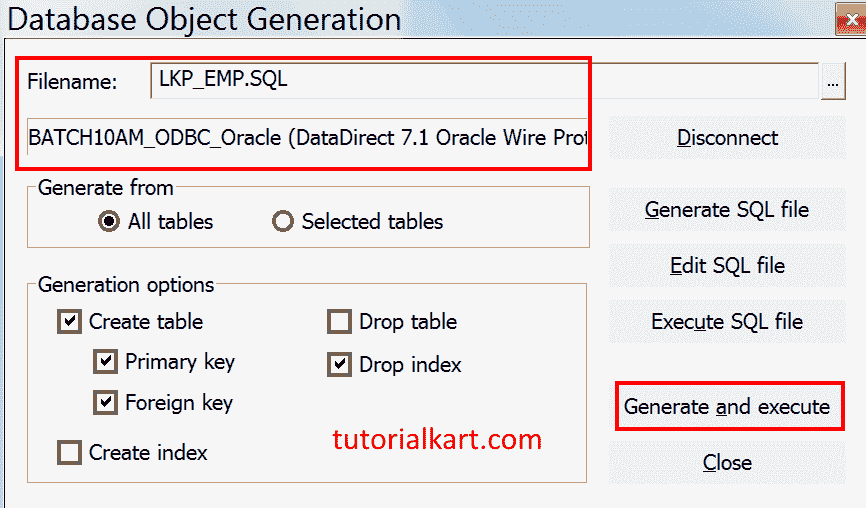 Database Object Generation
Filename: LKP_EMP.SQL ...
BATCH10AM_ODBC_Oracle (DataDirect 7.1 Oracle Wire Prot Disconnect
Generate from
All tables Selected tables
Generate SQL file
Edit SQL file
Generation options
Create table Drop table Execute SQL file
Primary key Drop index
Foreign key Generate and execute
tutorialkart.com
Create index Close